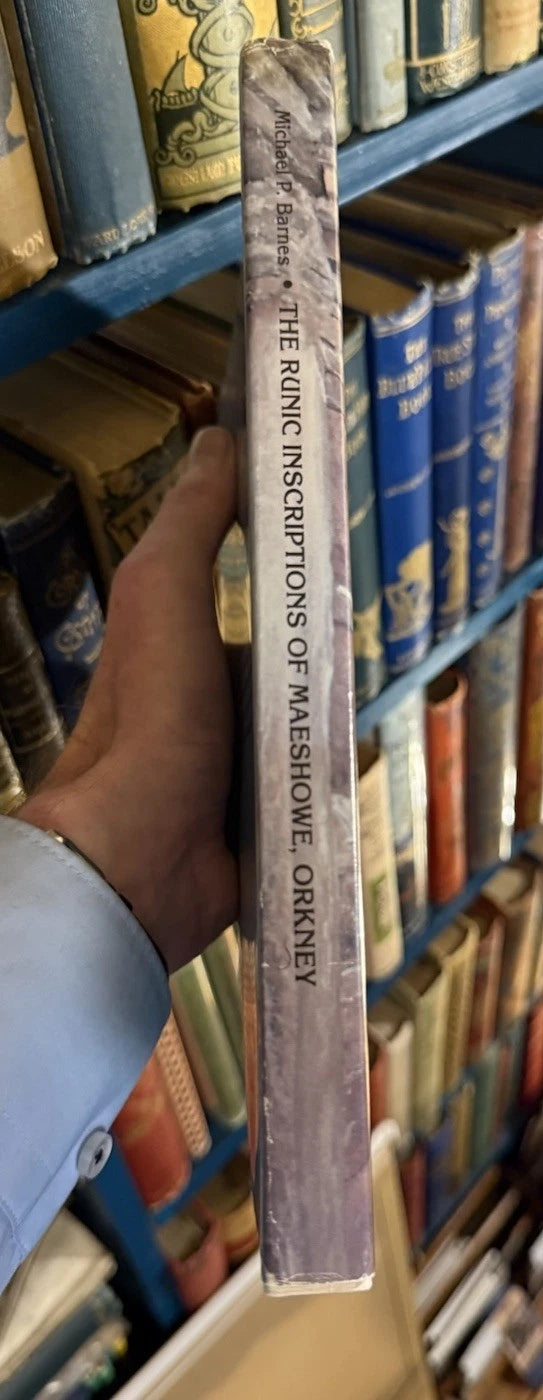 Michael P. Barnes • THE RUNIC INSCRIPTIONS OF MAESHOWE, ORKNEY